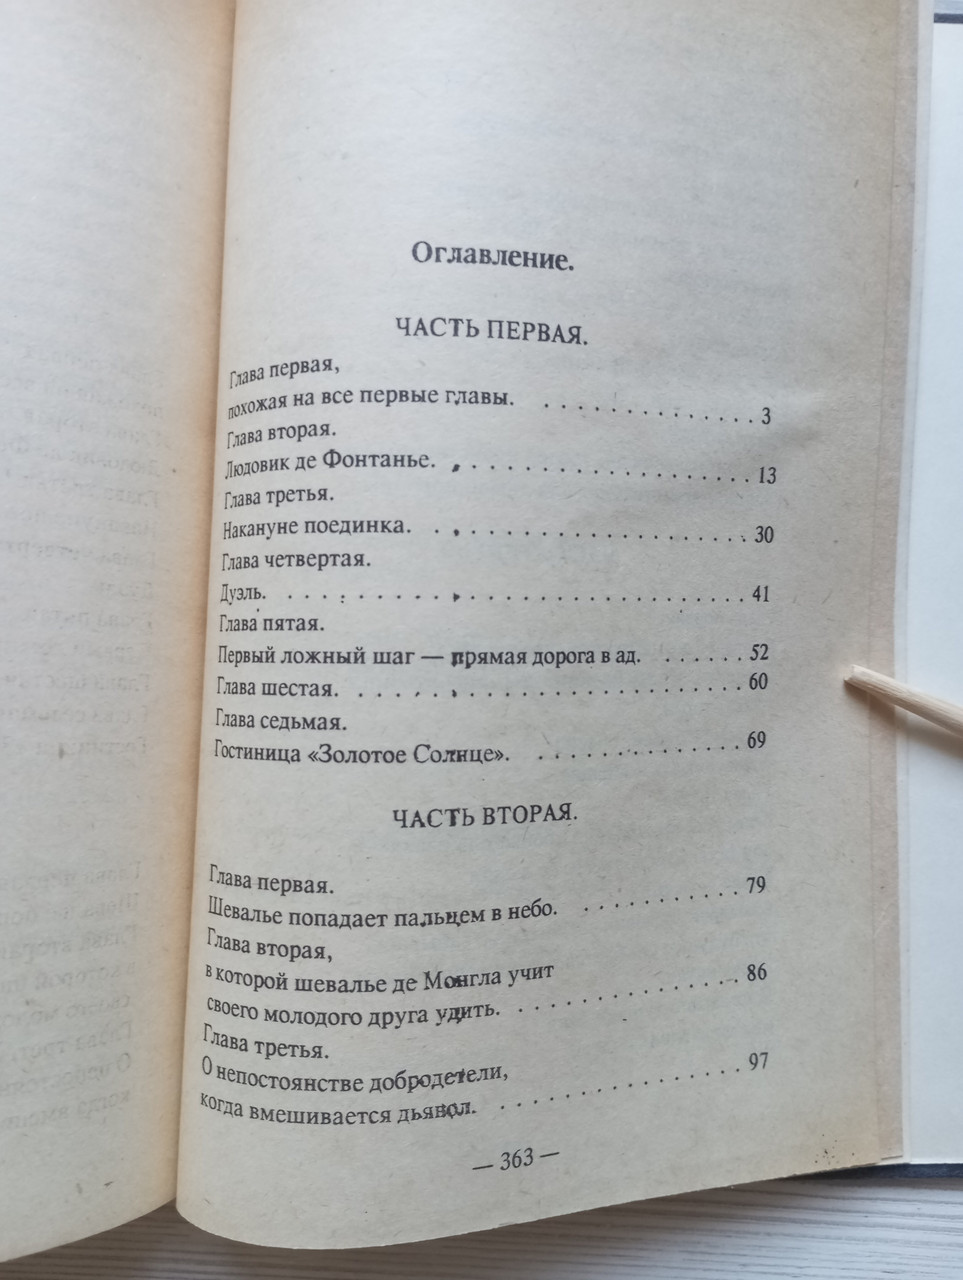 Оглавление.
ЧАСТЬ ПЕРВАЯ.
Глава первая,
похожая на все первые главы. . . . . . . . . . . . . . 3
Глава вторая.
Людовик де Фонтанье. . . . . . . . . . . . . . . . . . . 13
Глава третья.
Накануне поединка. . . . . . . . . . . . . . . . . . . . 30
Глава четвертая.
Дуэль. . . . . . . . . . . . . . . . . . . . . . . . . . . . 41
Глава пятая.
Первый ложный шаг — прямая дорога в ад. . . . . . . 52
Глава шестая. . . . . . . . . . . . . . . . . . . . . . . . 60
Глава седьмая.
Гостиница «Золотое Солнце». . . . . . . . . . . . . . 69
ЧАСТЬ ВТОРАЯ.
Глава первая.
Шевалье попадает пальцем в небо. . . . . . . . . . . 79
Глава вторая,
в которой шевалье де Монгла учит
своего молодого друга удить. . . . . . . . . . . . . . 86
Глава третья.
О непостоянстве добродетели,
когда вмешивается дьявол. . . . . . . . . . . . . . . . 97
— 363 —